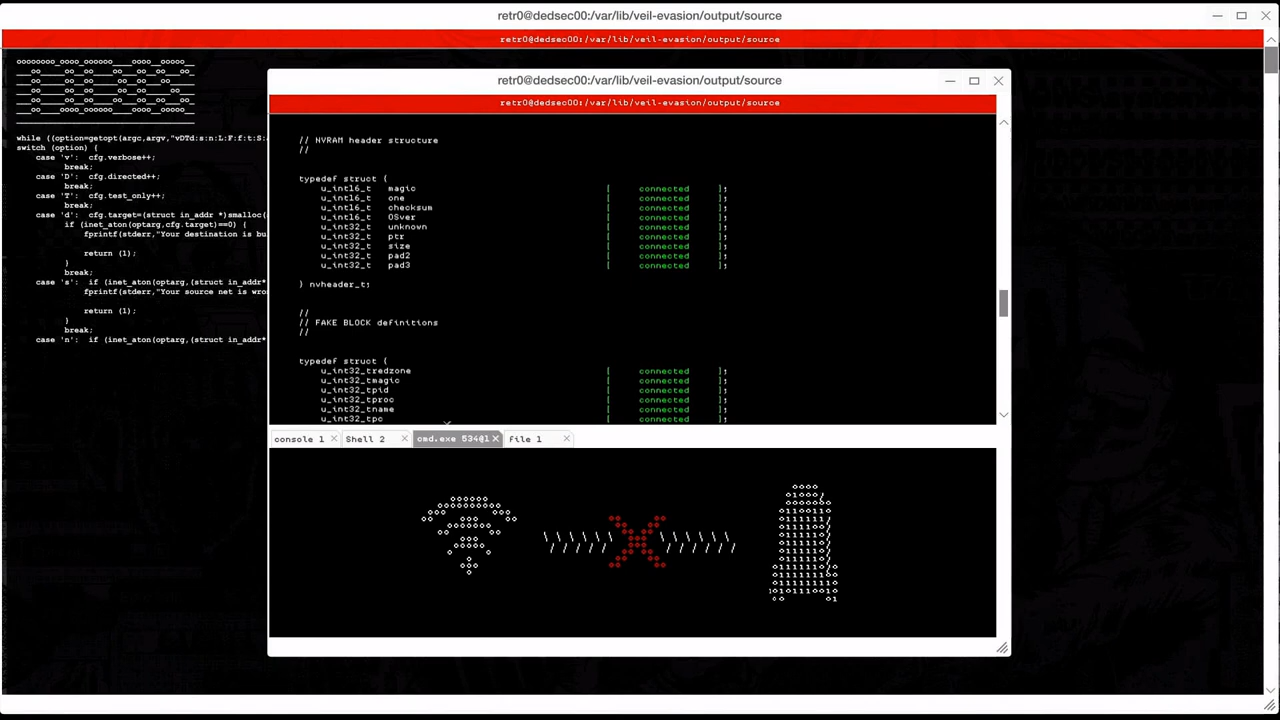 retr0@dedsec00:/var/lib/veil-evasion/output/source
retr0@dedsec00:/var/lib/veil-evasion/output/source
while ((option=getopt(argc,argv,"vDTd:s:n:L:F:f:t:S:
switch (option) {
case 'v':  cfg.verbose++;
break;
case 'D':  cfg.directed++;
break;
case 'T':  cfg.test_only++;
break;
case 'd':  cfg.target=(struct in_addr *)smalloc(
if (inet_aton(optarg,cfg.target)==0) {
fprintf(stderr,"Your destination is bu
return (1);
}
break;
case 's':  if (inet_aton(optarg,(struct in_addr*
fprintf(stderr,"Your source net is wro
return (1);
}
break;
case 'n':  if (inet_aton(optarg,(struct in_addr*
retr0@dedsec00:/var/lib/veil-evasion/output/source
retr0@dedsec00:/var/lib/veil-evasion/output/source
// NVRAM header structure
//
typedef struct {
u_int16_t   magic   [   connected   ];
u_int16_t   one   [   connected   ];
u_int16_t   checksum   [   connected   ];
u_int16_t   OSver   [   connected   ];
u_int32_t   unknown   [   connected   ];
u_int32_t   ptr   [   connected   ];
u_int32_t   size   [   connected   ];
u_int32_t   pad2   [   connected   ];
u_int32_t   pad3   [   connected   ];
} nvheader_t;
//
// FAKE BLOCK definitions
//
typedef struct {
u_int32_tredzone   [   connected   ];
u_int32_tmagic   [   connected   ];
u_int32_tpid   [   connected   ];
u_int32_tproc   [   connected   ];
u_int32_tname   [   connected   ];
u_int32_tpc   [   connected   ];
console 1   Shell 2   cmd.exe 534@1   File 1